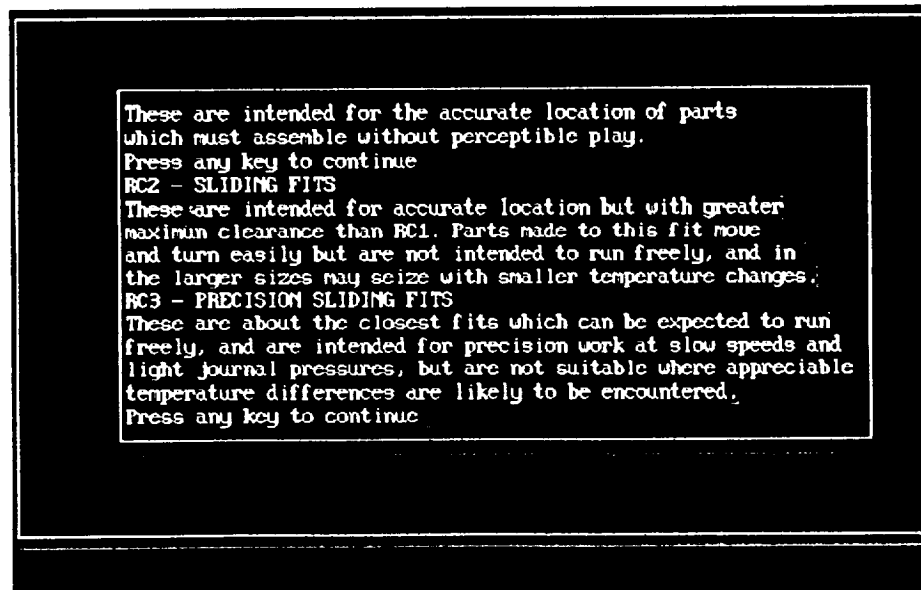 These are intended for the accurate location of parts
which must assemble without perceptible play.
Press any key to continue
RC2 - SLIDING FITS
These are intended for accurate location but with greater
maximum clearance than RC1. Parts made to this fit move
and turn easily but are not intended to run freely, and in
the larger sizes may seize with smaller temperature changes.
RC3 - PRECISION SLIDING FITS
These are about the closest fits which can be expected to run
freely, and are intended for precision work at slow speeds and
light journal pressures, but are not suitable where appreciable
temperature differences are likely to be encountered.
Press any key to continue